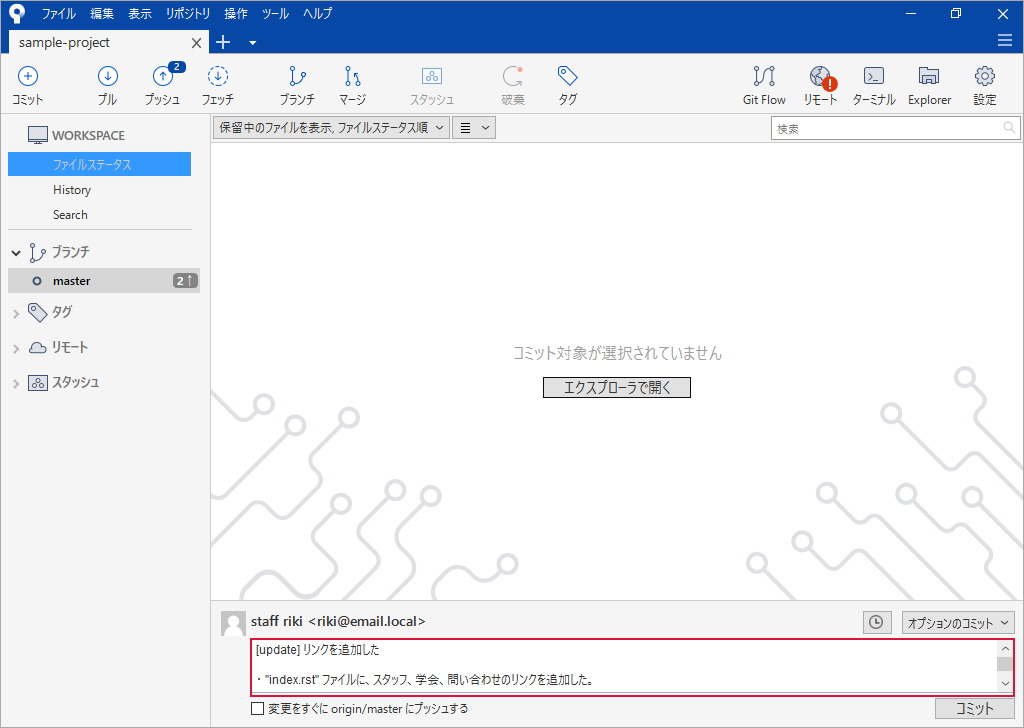 ファイル 編集 表示 リポジトリ 操作 ツール ヘルプ
sample-project
2
コミット プル プッシュ フェッチ ブランチ マージ スタッシュ 破棄 タグ Git Flow リモート ターミナル Explorer 設定
WORKSPACE
ファイルステータス
History
Search
ブランチ
master 2↑
タグ
リモート
スタッシュ
保留中のファイルを表示, ファイルステータス順
検索
コミット対象が選択されていません
エクスプローラで開く
staff riki <riki@email.local>
オプションのコミット
[update] リンクを追加した
・"index.rst" ファイルに、スタッフ、学会、問い合わせのリンクを追加した。
変更をすぐに origin/master にプッシュする
コミット